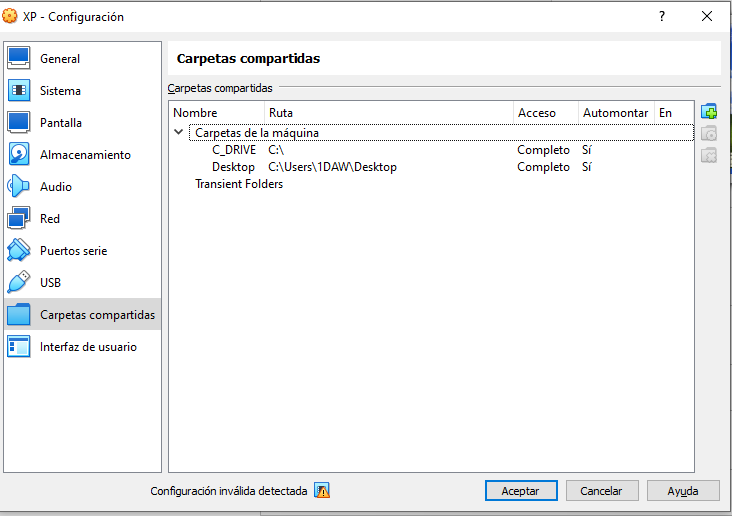 XP - Configuración
?
General
Sistema
Pantalla
Almacenamiento
Audio
Red
Puertos serie
USB
Carpetas compartidas
Interfaz de usuario
Carpetas compartidas
Carpetas compartidas
Nombre Ruta Acceso Automontar En
Carpetas de la máquina
C_DRIVE C:\ Completo Sí
Desktop C:\Users\1DAW\Desktop Completo Sí
Transient Folders
Configuración inválida detectada
Aceptar Cancelar Ayuda